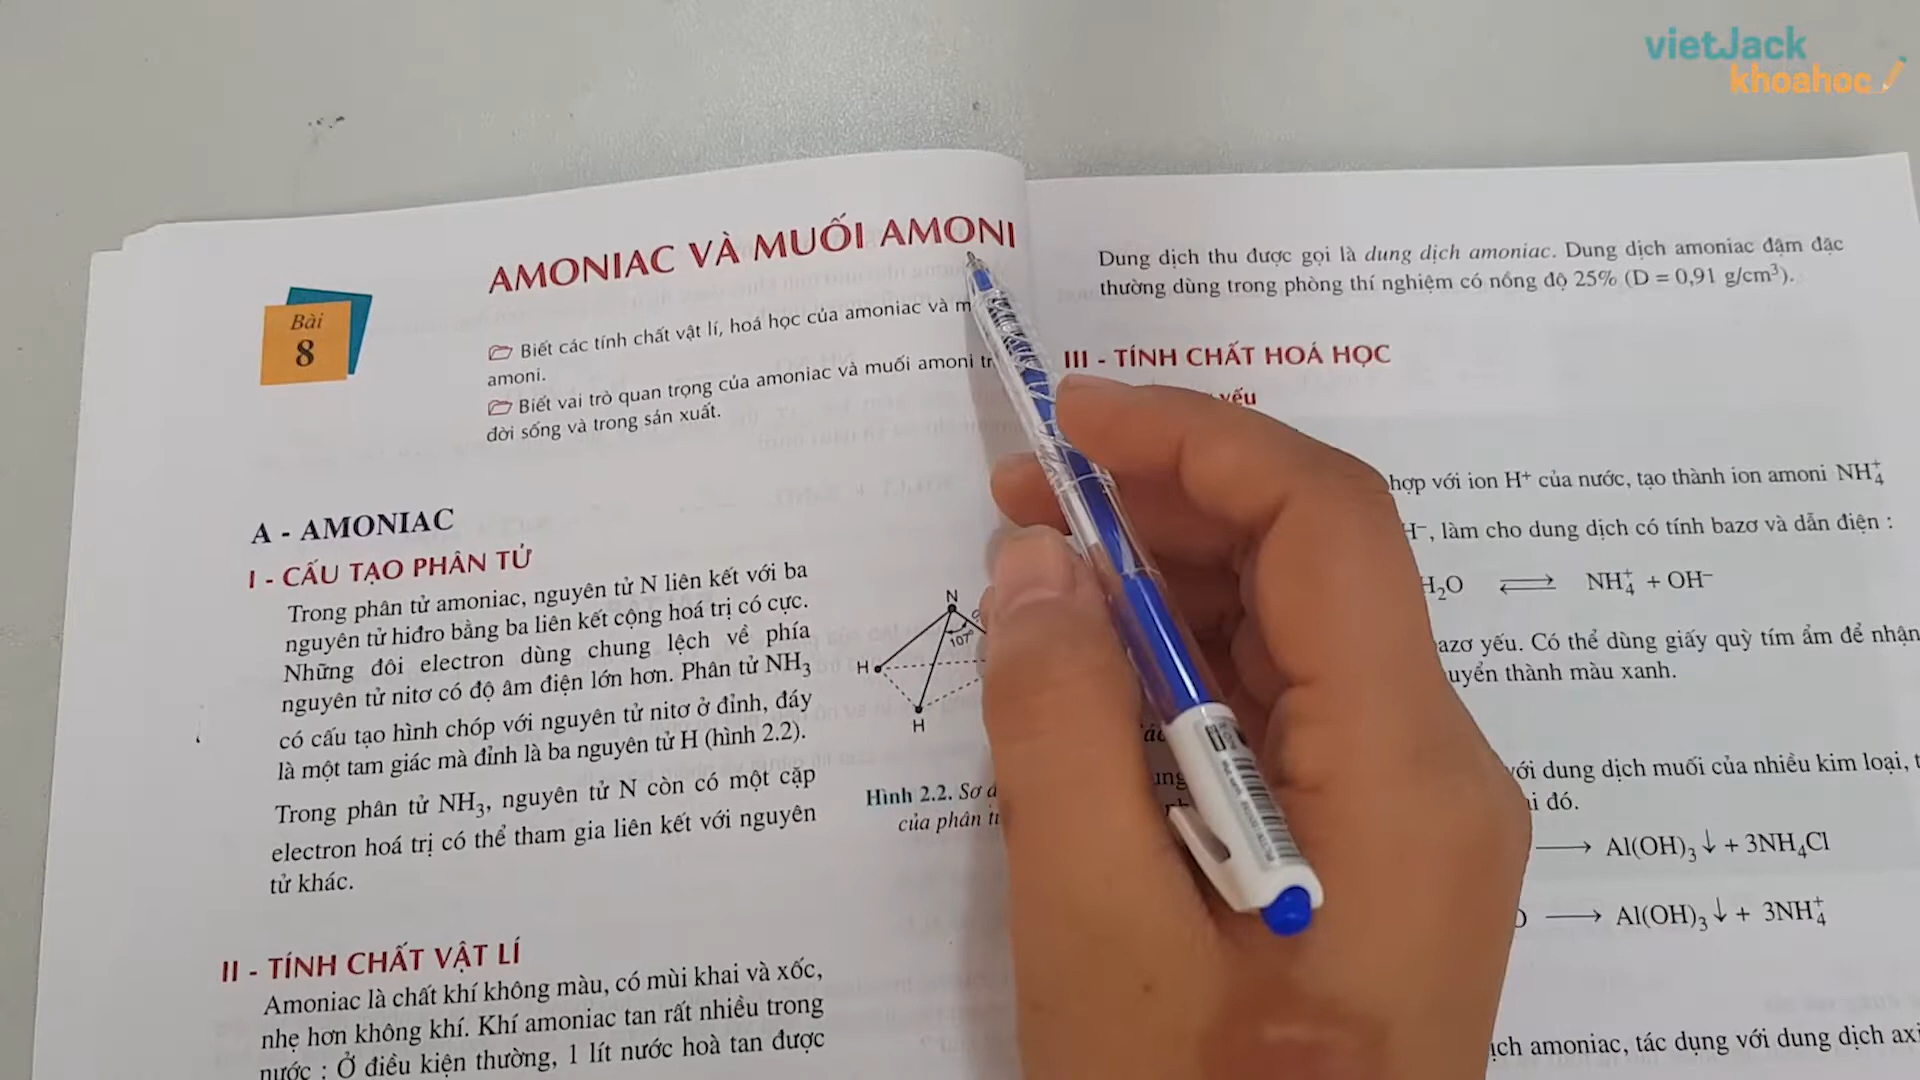 vietJack
khoahoc
AMONIAC VÀ MUỐI AMONI
Bài
8
Biết các tính chất vật lí, hoá học của amoniac và
amoni.
Biết vai trò quan trọng của amoniac và muối amoni
đời sống và trong sản xuất.
A - AMONIAC
I - CẤU TẠO PHÂN TỬ
Trong phân tử amoniac, nguyên tử N liên kết với ba
nguyên tử hiđro bằng ba liên kết cộng hoá trị có cực.
Những đôi electron dùng chung lệch về phía
nguyên tử nitơ có độ âm điện lớn hơn. Phân tử NH₃
có cấu tạo hình chóp với nguyên tử nitơ ở đỉnh, đáy
là một tam giác mà đỉnh là ba nguyên tử H (hình 2.2).
Trong phân tử NH₃, nguyên tử N còn có một cặp
electron hoá trị có thể tham gia liên kết với nguyên
tử khác.
N
107°
H
H
Hình 2.2. Sơ
của phân
II - TÍNH CHẤT VẬT LÍ
Amoniac là chất khí không màu, có mùi khai và xốc,
nhẹ hơn không khí. Khí amoniac tan rất nhiều trong
nước : Ở điều kiện thường, 1 lít nước hoà tan được
Dung dịch thu được gọi là dung dịch amoniac. Dung dịch amoniac đậm đặc
thường dùng trong phòng thí nghiệm có nồng độ 25% (D = 0,91 g/cm³).
III - TÍNH CHẤT HOÁ HỌC
yếu
hợp với ion H⁺ của nước, tạo thành ion amoni NH₄⁺
H⁻, làm cho dung dịch có tính bazơ và dẫn điện :
H₂O ⇌ NH₄⁺ + OH⁻
azơ yếu. Có thể dùng giấy quỳ tím ẩm để nhận
uyển thành màu xanh.
với dung dịch muối của nhiều kim loại,
đó.
⟶ Al(OH)₃↓ + 3NH₄Cl
⟶ Al(OH)₃↓ + 3NH₄⁺
ịch amoniac, tác dụng với dung dịch